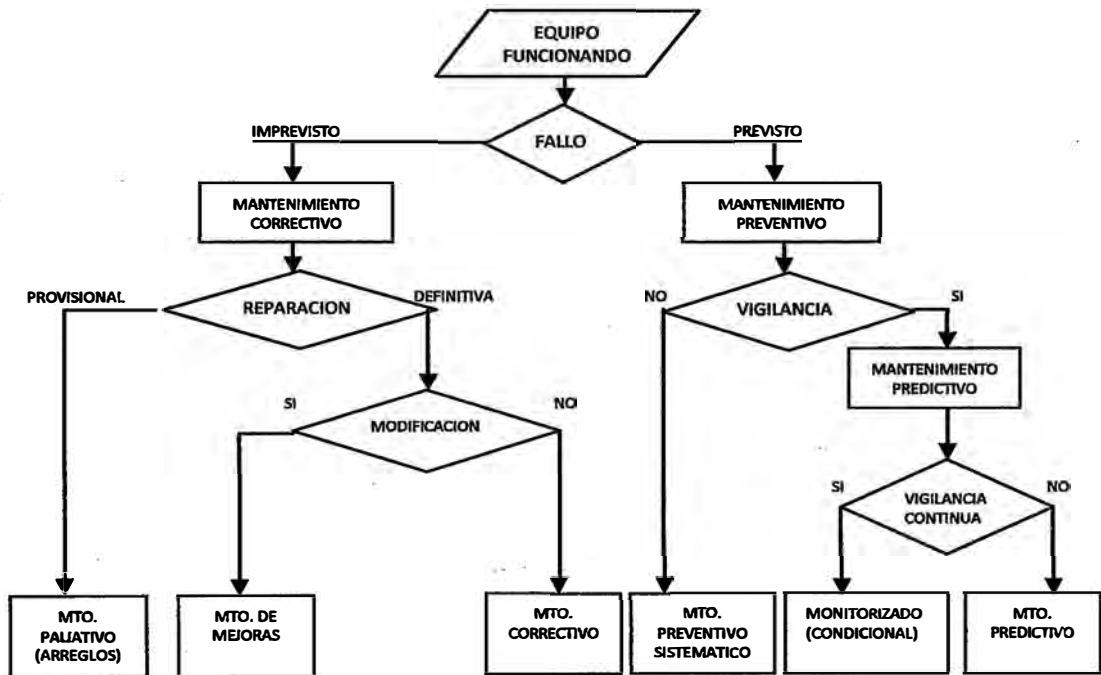 EQUIPO
FUNCIONANDO
FALLO
IMPREVISTO
PREVISTO
MANTENIMIENTO
CORRECTIVO
MANTENIMIENTO
PREVENTIVO
PROVISIONAL
REPARACION
DEFINITIVA
NO
VIGILANCIA
SI
MANTENIMIENTO
PREDICTIVO
SI
MODIFICACION
NO
SI
VIGILANCIA
CONTINUA
NO
MTO.
PALIATIVO
(ARREGLOS)
MTO. DE
MEJORAS
MTO.
CORRECTIVO
MTO.
PREVENTIVO
SISTEMATICO
MONITORIZADO
(CONDICIONAL)
MTO.
PREDICTIVO